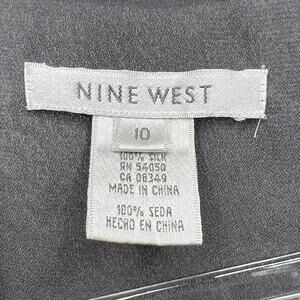 NINE WEST
10
100% SILK
RN 54050
CA 08349
MADE IN CHINA
100% SEDA
HECHO EN CHINA